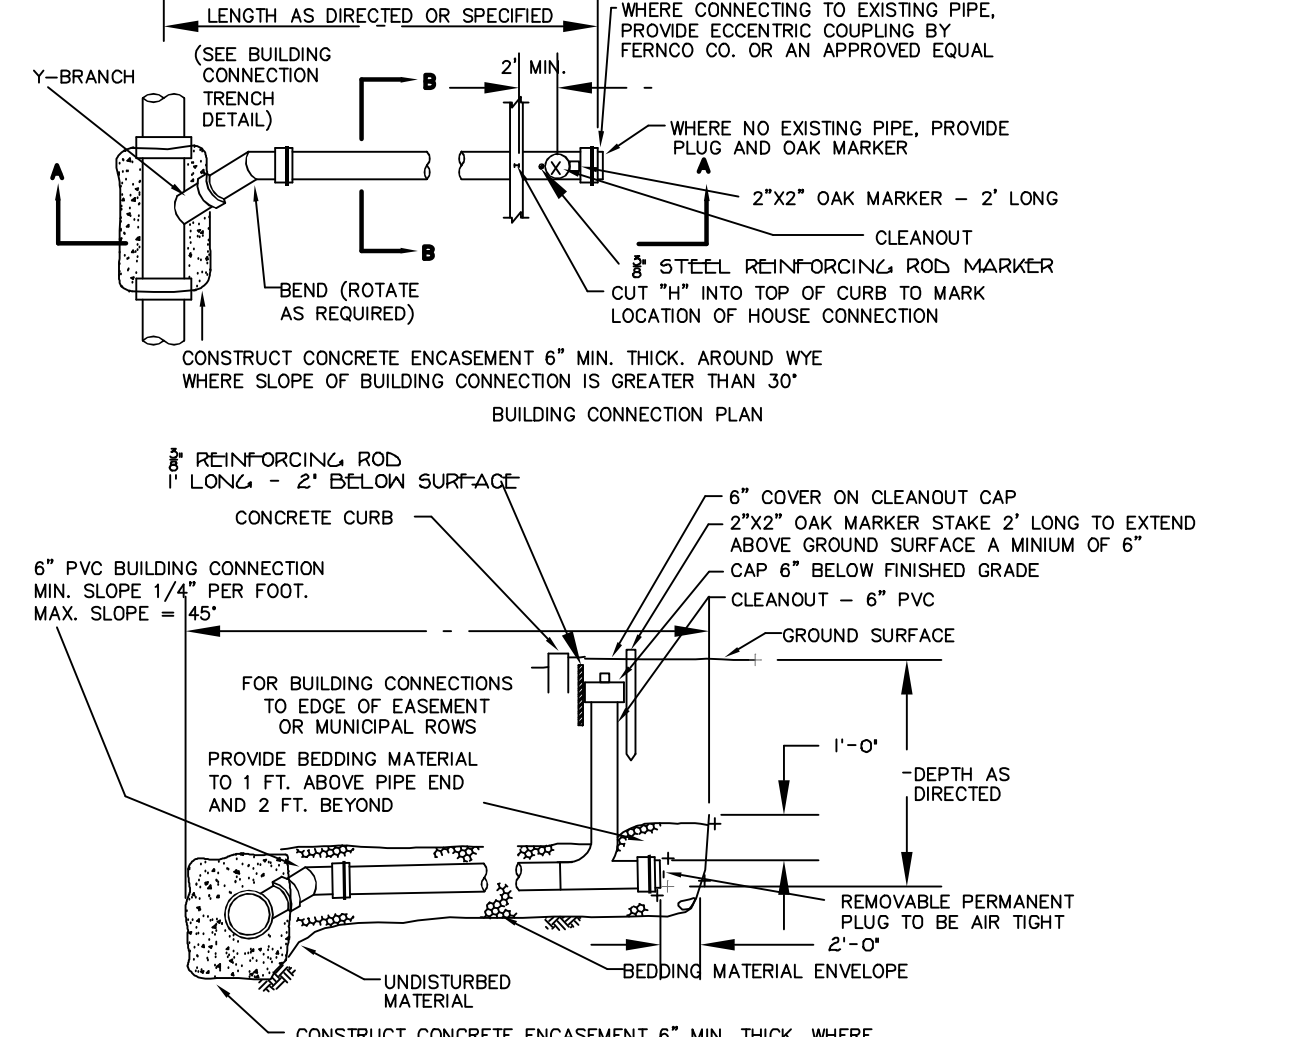 LENGTH AS DIRECTED OR SPECIFIED
WHERE CONNECTING TO EXISTING PIPE,
PROVIDE ECCENTRIC COUPLING BY
FERNCO CO. OR AN APPROVED EQUAL
(SEE BUILDING
CONNECTION
TRENCH
DETAIL)
Y-BRANCH
B
2' MIN.
WHERE NO EXISTING PIPE, PROVIDE
PLUG AND OAK MARKER
A
A
X
2"X2" OAK MARKER - 2' LONG
CLEANOUT
B
3/8" STEEL REINFORCING ROD MARKER
BEND (ROTATE
AS REQUIRED)
CUT "H" INTO TOP OF CURB TO MARK
LOCATION OF HOUSE CONNECTION
CONSTRUCT CONCRETE ENCASEMENT 6" MIN. THICK. AROUND WYE
WHERE SLOPE OF BUILDING CONNECTION IS GREATER THAN 30°
BUILDING CONNECTION PLAN
3/8" REINFORCING ROD
1' LONG - 2' BELOW SURFACE
CONCRETE CURB
6" COVER ON CLEANOUT CAP
2"X2" OAK MARKER STAKE 2' LONG TO EXTEND
ABOVE GROUND SURFACE A MINIUM OF 6"
CAP 6" BELOW FINISHED GRADE
CLEANOUT - 6" PVC
6" PVC BUILDING CONNECTION
MIN. SLOPE 1/4" PER FOOT.
MAX. SLOPE = 45°
GROUND SURFACE
FOR BUILDING CONNECTIONS
TO EDGE OF EASEMENT
OR MUNICIPAL ROWS
PROVIDE BEDDING MATERIAL
TO 1 FT. ABOVE PIPE END
AND 2 FT. BEYOND
1'-0"
DEPTH AS
DIRECTED
REMOVABLE PERMANENT
PLUG TO BE AIR TIGHT
2'-0"
BEDDING MATERIAL ENVELOPE
UNDISTURBED
MATERIAL
CONSTRUCT CONCRETE ENCASEMENT 6" MIN. THICK. WHERE